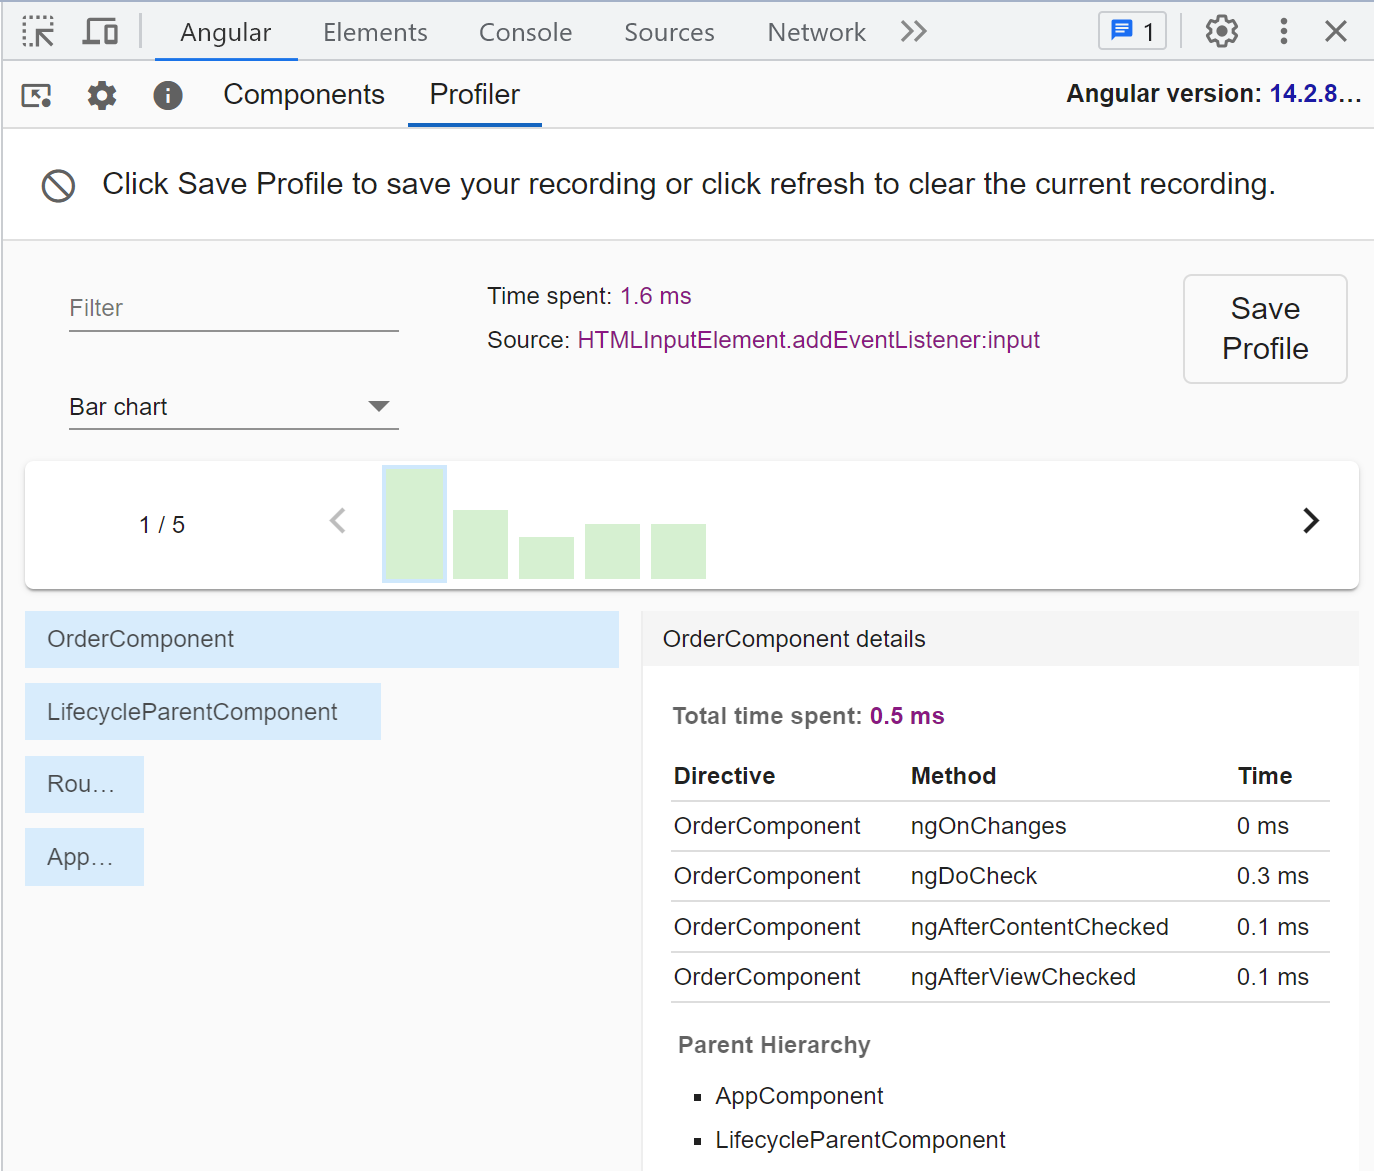 Angular Elements Console Sources Network 1
Components Profiler Angular version: 14.2.8...
Click Save Profile to save your recording or click refresh to clear the current recording.
Filter
Time spent: 1.6 ms
Source: HTMLInputElement.addEventListener:input
Save
Profile
Bar chart
1 / 5
OrderComponent
LifecycleParentComponent
Rou...
App...
OrderComponent details
Total time spent: 0.5 ms
Directive Method Time
OrderComponent ngOnChanges 0 ms
OrderComponent ngDoCheck 0.3 ms
OrderComponent ngAfterContentChecked 0.1 ms
OrderComponent ngAfterViewChecked 0.1 ms
Parent Hierarchy
AppComponent
LifecycleParentComponent